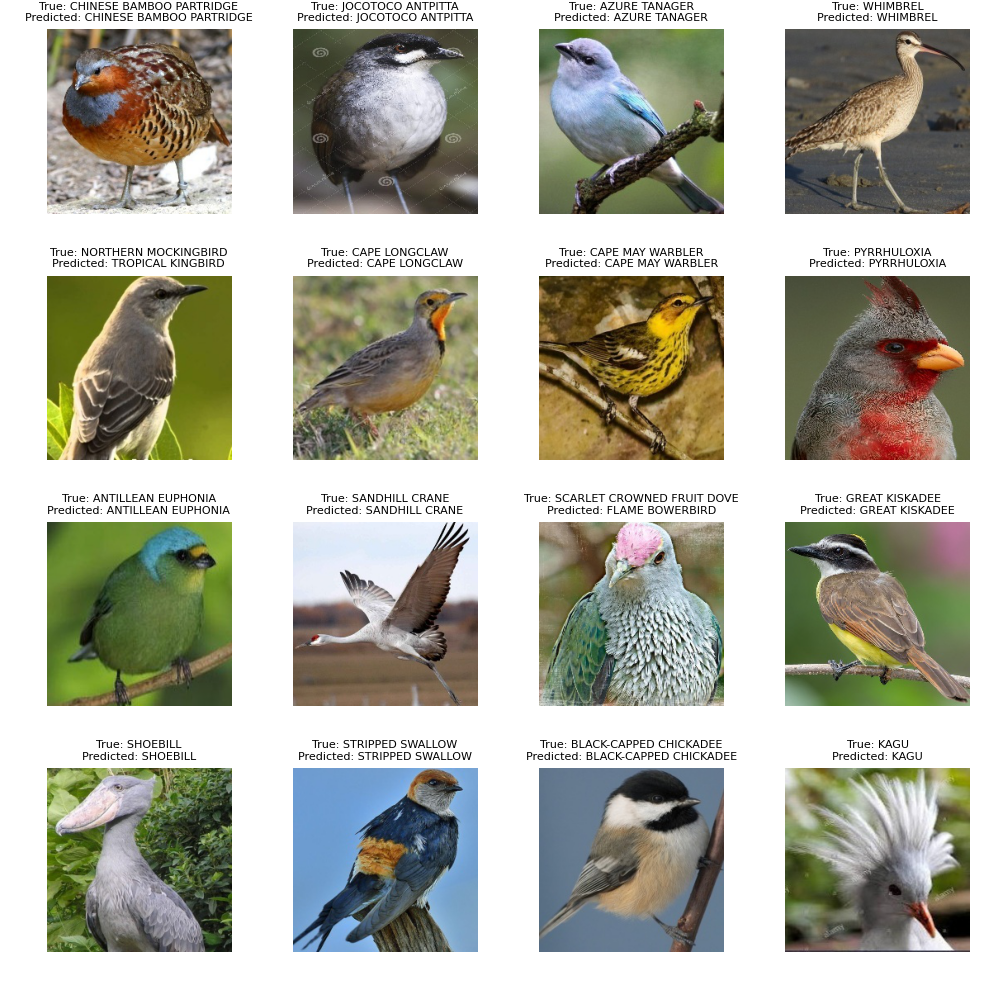 True: CHINESE BAMBOO PARTRIDGE
Predicted: CHINESE BAMBOO PARTRIDGE
True: JOCOTOCO ANTPITTA
Predicted: JOCOTOCO ANTPITTA
True: AZURE TANAGER
Predicted: AZURE TANAGER
True: WHIMBREL
Predicted: WHIMBREL
True: NORTHERN MOCKINGBIRD
Predicted: TROPICAL KINGBIRD
True: CAPE LONGCLAW
Predicted: CAPE LONGCLAW
True: CAPE MAY WARBLER
Predicted: CAPE MAY WARBLER
True: PYRRHULOXIA
Predicted: PYRRHULOXIA
True: ANTILLEAN EUPHONIA
Predicted: ANTILLEAN EUPHONIA
True: SANDHILL CRANE
Predicted: SANDHILL CRANE
True: SCARLET CROWNED FRUIT DOVE
Predicted: FLAME BOWERBIRD
True: GREAT KISKADEE
Predicted: GREAT KISKADEE
True: SHOEBILL
Predicted: SHOEBILL
True: STRIPPED SWALLOW
Predicted: STRIPPED SWALLOW
True: BLACK-CAPPED CHICKADEE
Predicted: BLACK-CAPPED CHICKADEE
True: KAGU
Predicted: KAGU